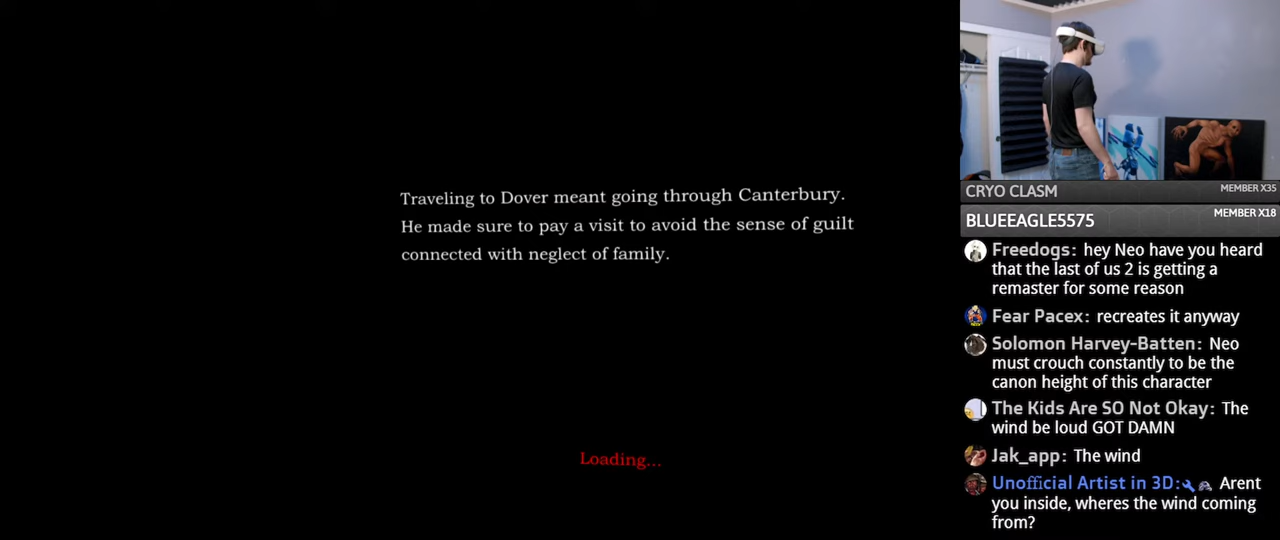 Traveling to Dover meant going through Canterbury.
He made sure to pay a visit to avoid the sense of guilt
connected with neglect of family.
Loading...
CRYO CLASM
MEMBER X35
BLUEEAGLE5575
MEMBER X18
Freedogs: hey Neo have you heard
that the last of us 2 is getting a
remaster for some reason
Fear Pacex: recreates it anyway
Solomon Harvey-Batten: Neo
must crouch constantly to be the
canon height of this character
The Kids Are SO Not Okay: The
wind be loud GOT DAMN
Jak_app: The wind
Unofficial Artist in 3D: Arent
you inside, wheres the wind coming
from?